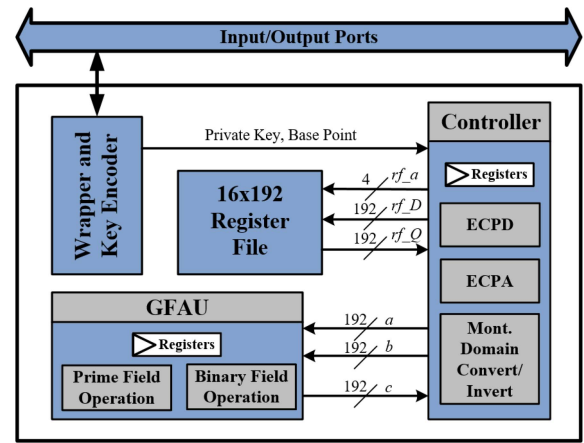 Input/Output Ports
Wrapper and
Key Encoder
Private Key, Base Point
Controller
Registers
16x192
Register
File
4 rf_a
192 rf_D
192 rf_Q
ECPD
ECPA
Mont.
Domain
Convert/
Invert
GFAU
Registers
Prime Field
Operation
Binary Field
Operation
192 a
192 b
192 c